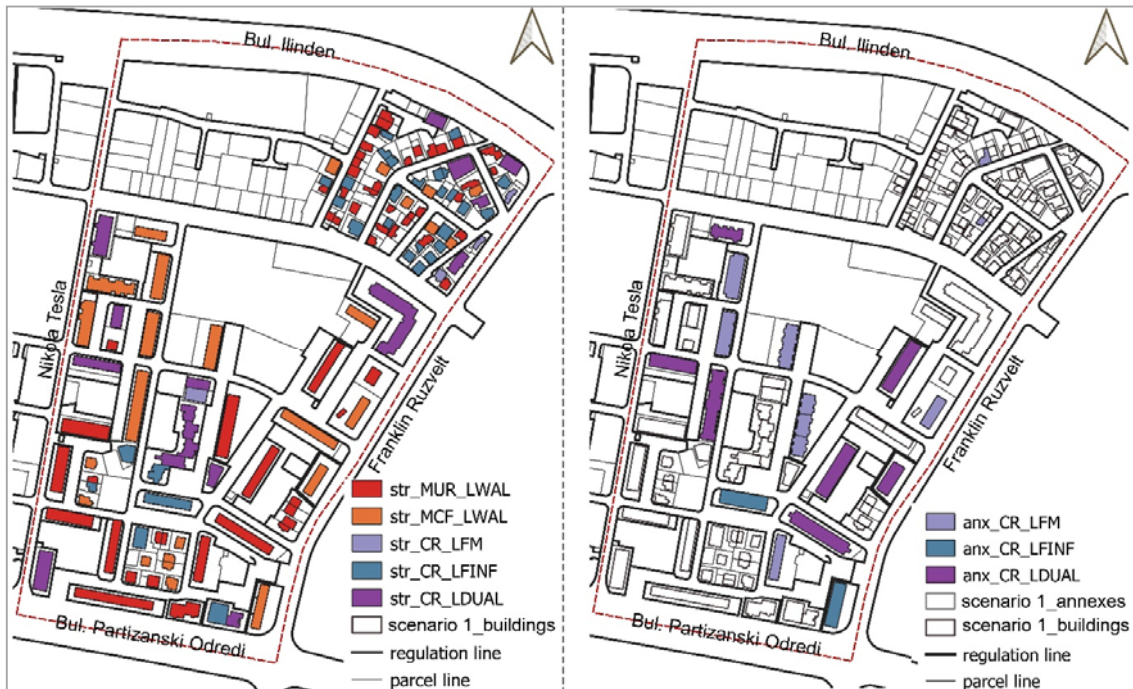 Bul. Ilinden
Nikola Tesla
Franklin Ruzvelt
Bul. Partizanski Odredi
str_MUR_LWAL
str_MCF_LWAL
str_CR_LFM
str_CR_LFINF
str_CR_LDUAL
scenario 1_buildings
regulation line
parcel line
Bul. Ilinden
Nikola Tesla
Franklin Ruzvelt
Bul. Partizanski Odredi
anx_CR_LFM
anx_CR_LFINF
anx_CR_LDUAL
scenario 1_annexes
scenario 1_buildings
regulation line
parcel line